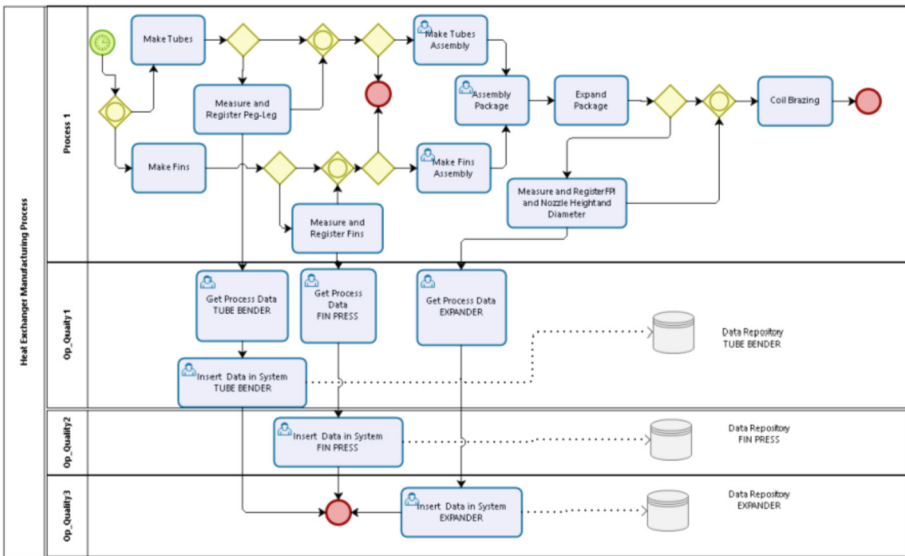 Heat Exchanger Manufacturing Process
Process 1
Make Tubes
Measure and
Register Peg-Leg
Make Tubes
Assembly
Assembly
Package
Expand
Package
Coil Brazing
Make Fins
Make Fins
Assembly
Measure and
Register Fins
Measure and RegisterFPI
and Nozzle Heightand
Diameter
Op_Quality1
Get Process Data
TUBE BENDER
Get Process
Data
FIN PRESS
Get Process Data
EXPANDER
Data Repository
TUBE BENDER
Insert Data in System
TUBE BENDER
Op_Quality2
Insert Data in System
FIN PRESS
Data Repository
FIN PRESS
Op_Quality3
Insert Data in System
EXPANDER
Data Repository
EXPANDER